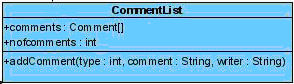 CommentList
+comments : Comment[]
+nofcomments : int
+addComment(type : int, comment : String, writer : String)